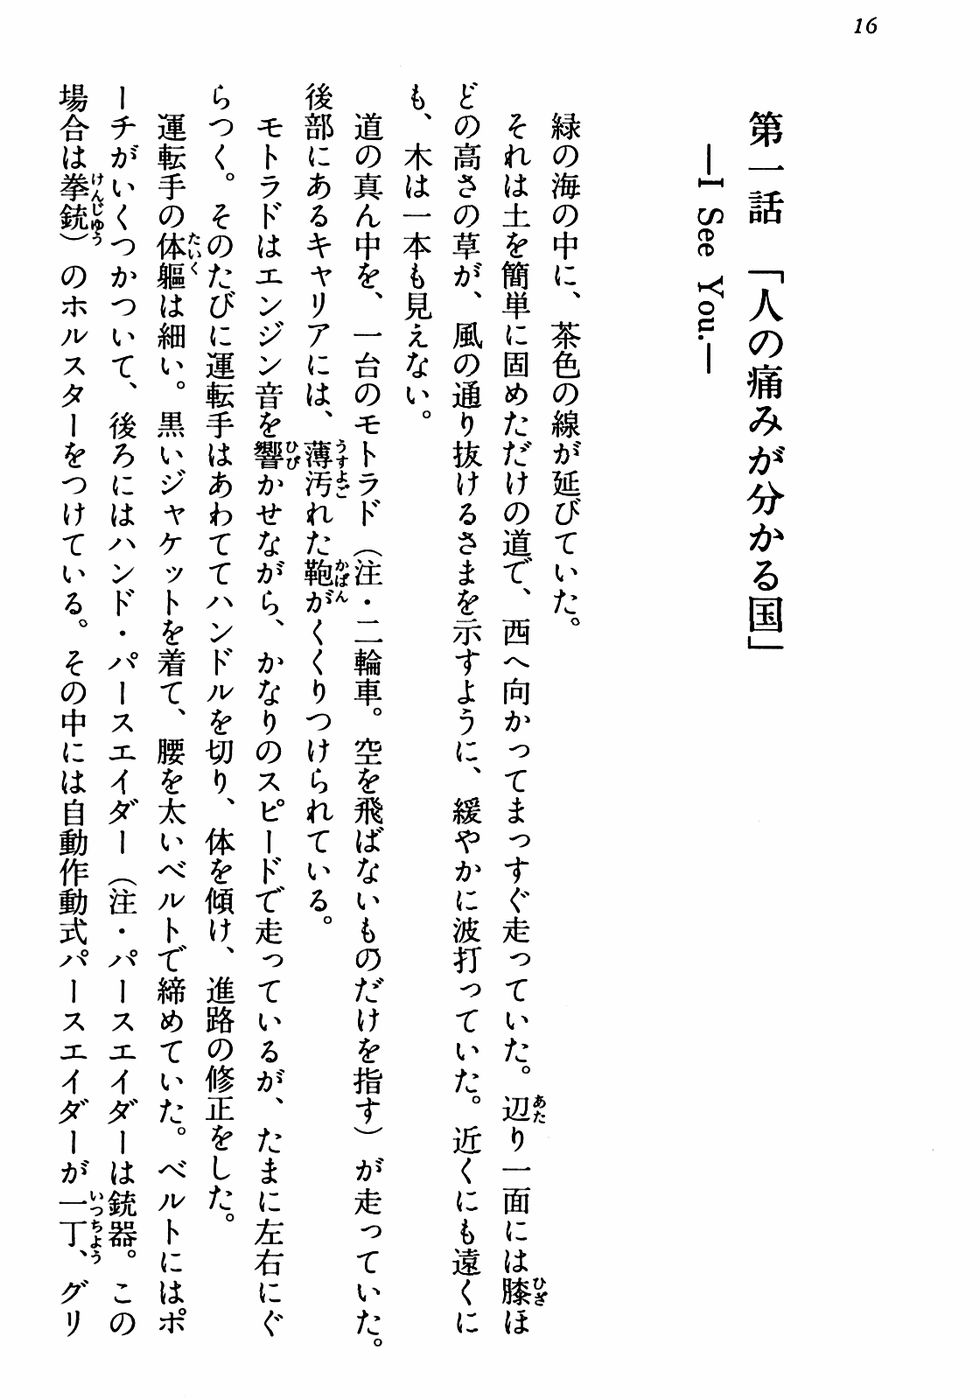 16
第一話　「人の痛みが分かる国」
―I See You.―
緑の海の中に、茶色の線が延びていた。
それは土を簡単に固めただけの道で、西へ向かってまっすぐ走っていた。辺り一面には膝ほ
どの高さの草が、風の通り抜けるさまを示すように、緩やかに波打っていた。近くにも遠くに
も、木は一本も見えない。
道の真ん中を、一台のモトラド（注・二輪車。空を飛ばないものだけを指す）が走っていた。
後部にあるキャリアには、薄汚れた鞄がくくりつけられている。
モトラドはエンジン音を響かせながら、かなりのスピードで走っているが、たまに左右にぐ
らつく。そのたびに運転手はあわててハンドルを切り、体を傾け、進路の修正をした。
運転手の体軀は細い。黒いジャケットを着て、腰を太いベルトで締めていた。ベルトにはポ
ーチがいくつかついて、後ろにはハンド・パースエイダー（注・パースエイダーは銃器。この
場合は拳銃）のホルスターをつけている。その中には自動作動式パースエイダーが一丁、グリ